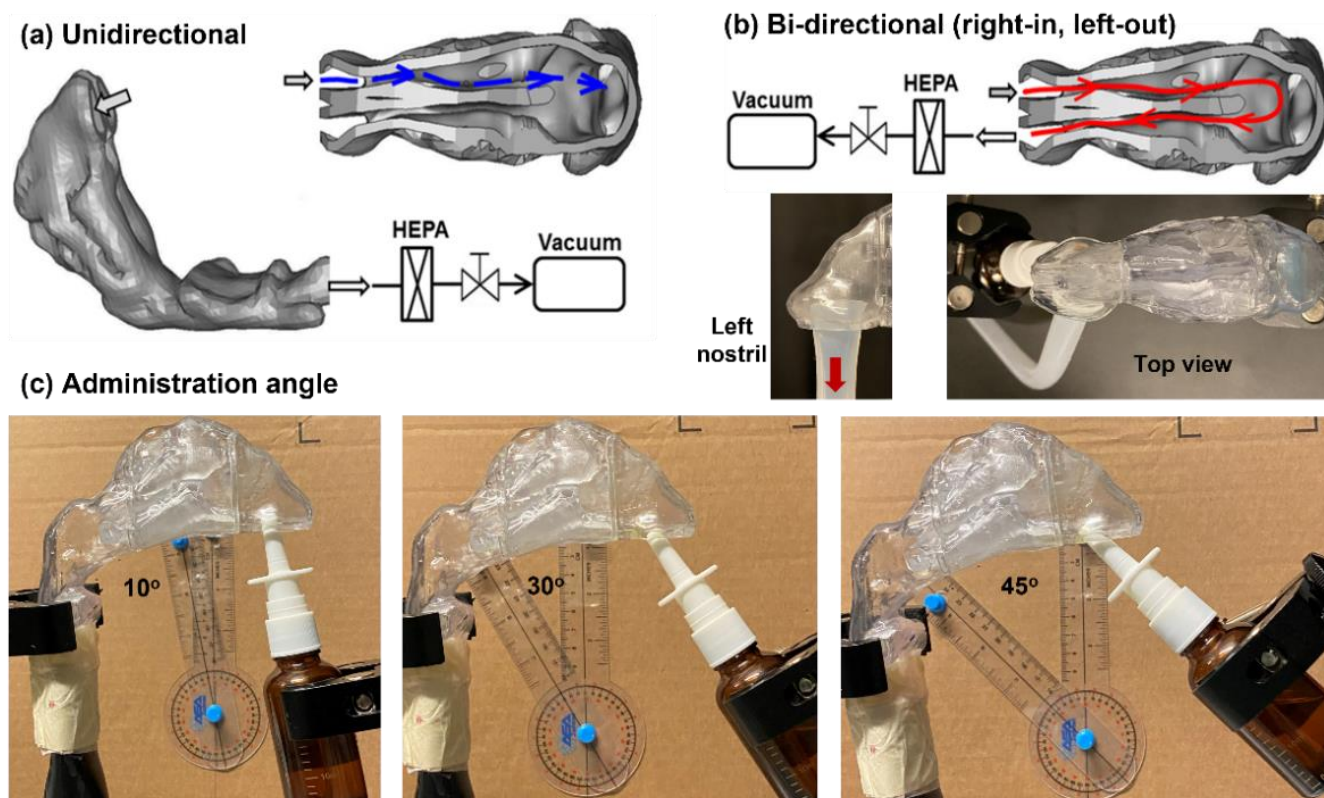 (a) Unidirectional
HEPA
Vacuum
(b) Bi-directional (right-in, left-out)
Vacuum
HEPA
Left
nostril
Top view
(c) Administration angle
10°
30°
45°